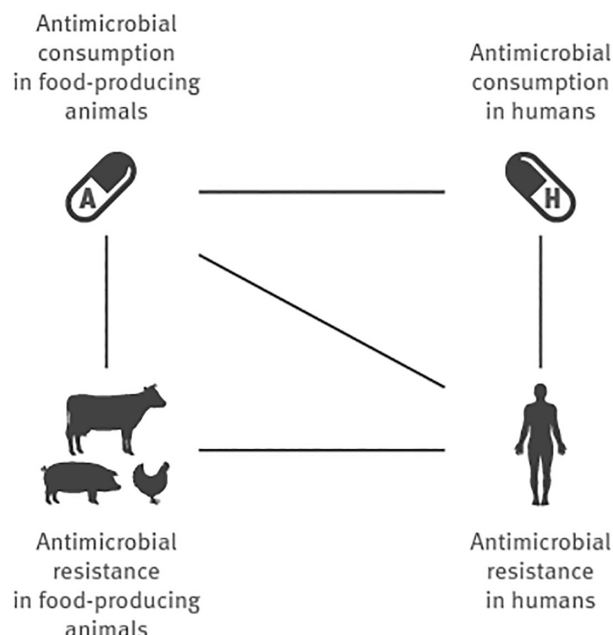 Antimicrobial
consumption
in food-producing
animals
Antimicrobial
consumption
in humans
A
H
Antimicrobial
resistance
in food-producing
animals
Antimicrobial
resistance
in humans